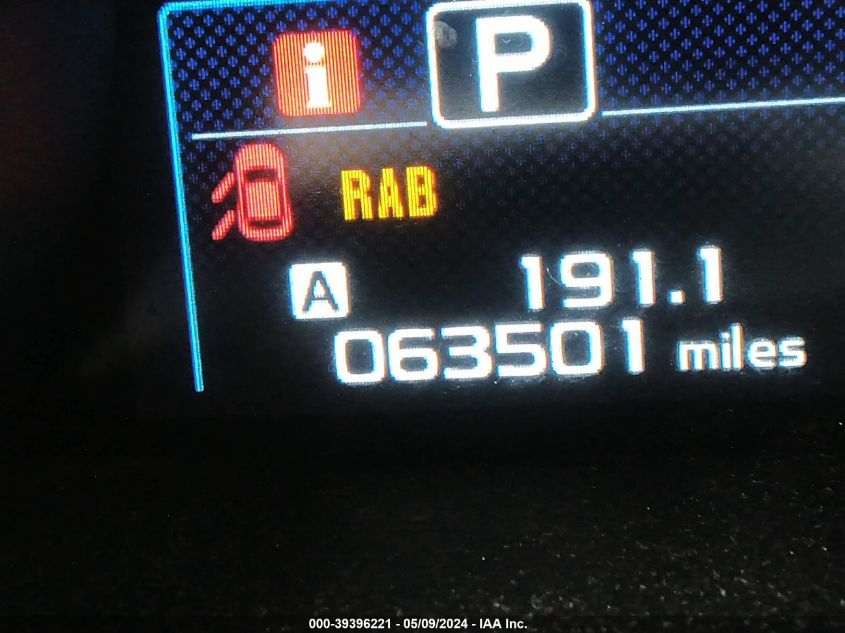 i P
RAB
A 191.1
063501 miles
000-39396221 - 05/09/2024 - IAA Inc.